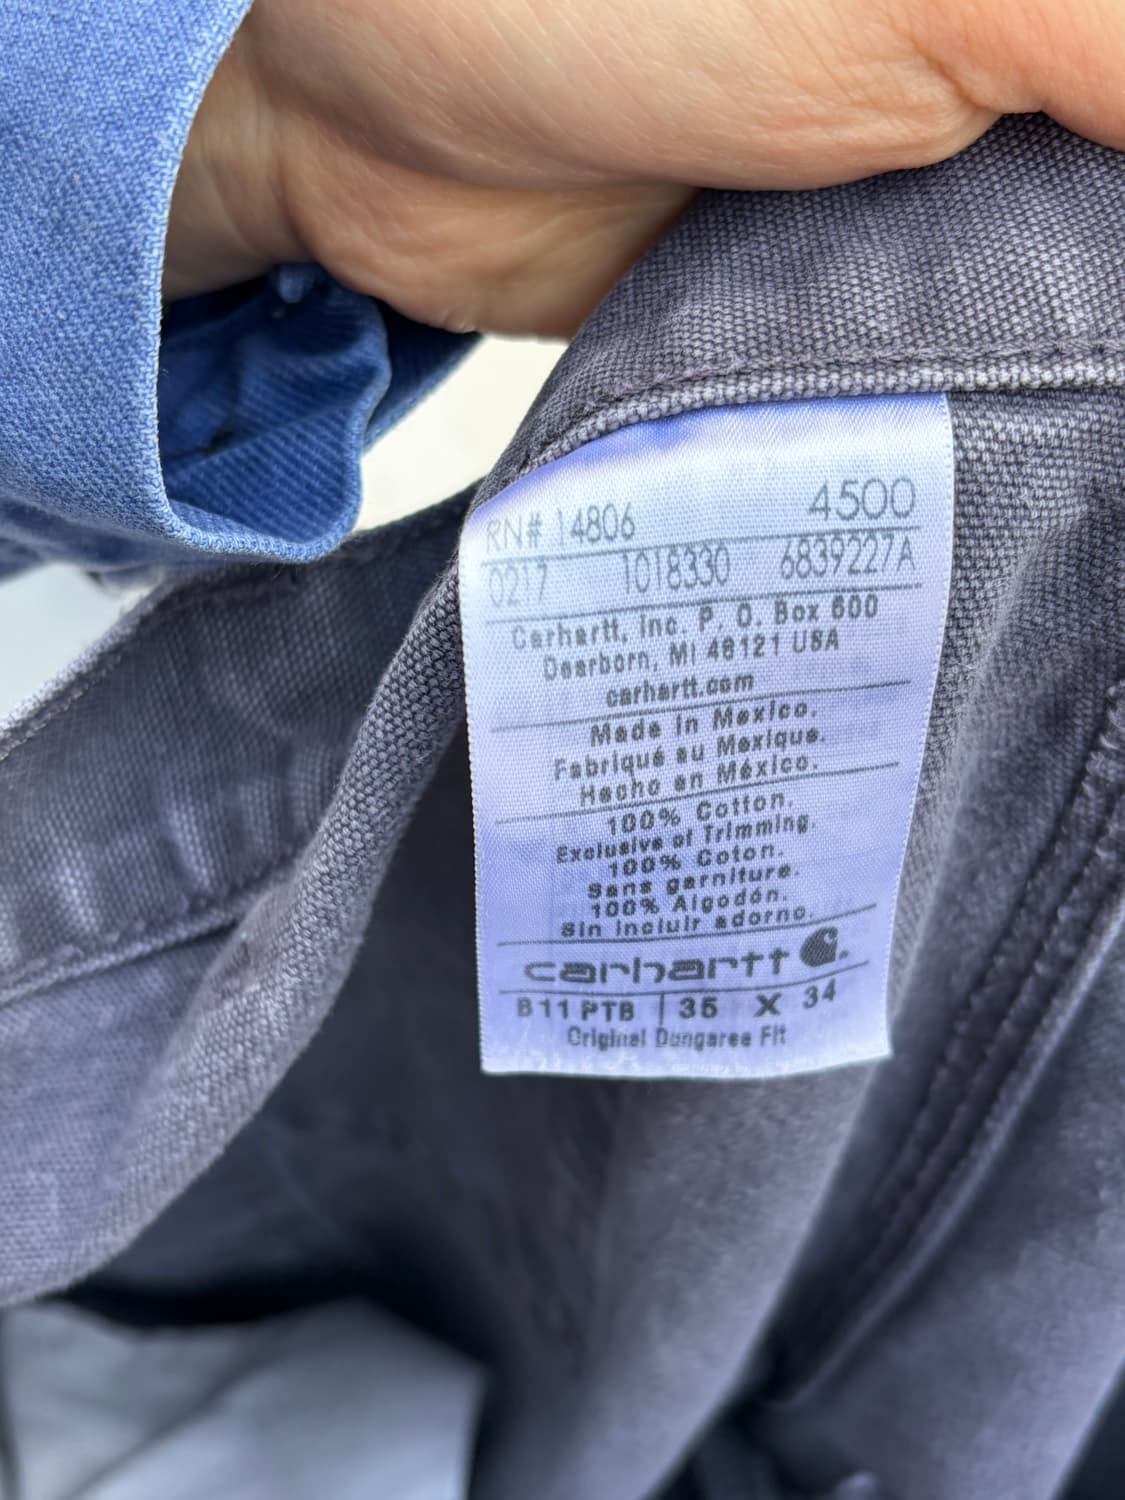 RN# 14806 4500
0217 1018330 6839227A
Carhartt, Inc. P. O. Box 600
Dearborn, MI 48121 USA
carhartt.com
Made in Mexico.
Fabriqué au Mexique.
Hecho en México.
100% Cotton.
Exclusive of Trimming.
100% Coton.
Sans garniture.
100% Algodón.
Sin incluir adorno.
carhartt
B11 PTB | 35 X 34
Original Dungaree Fit